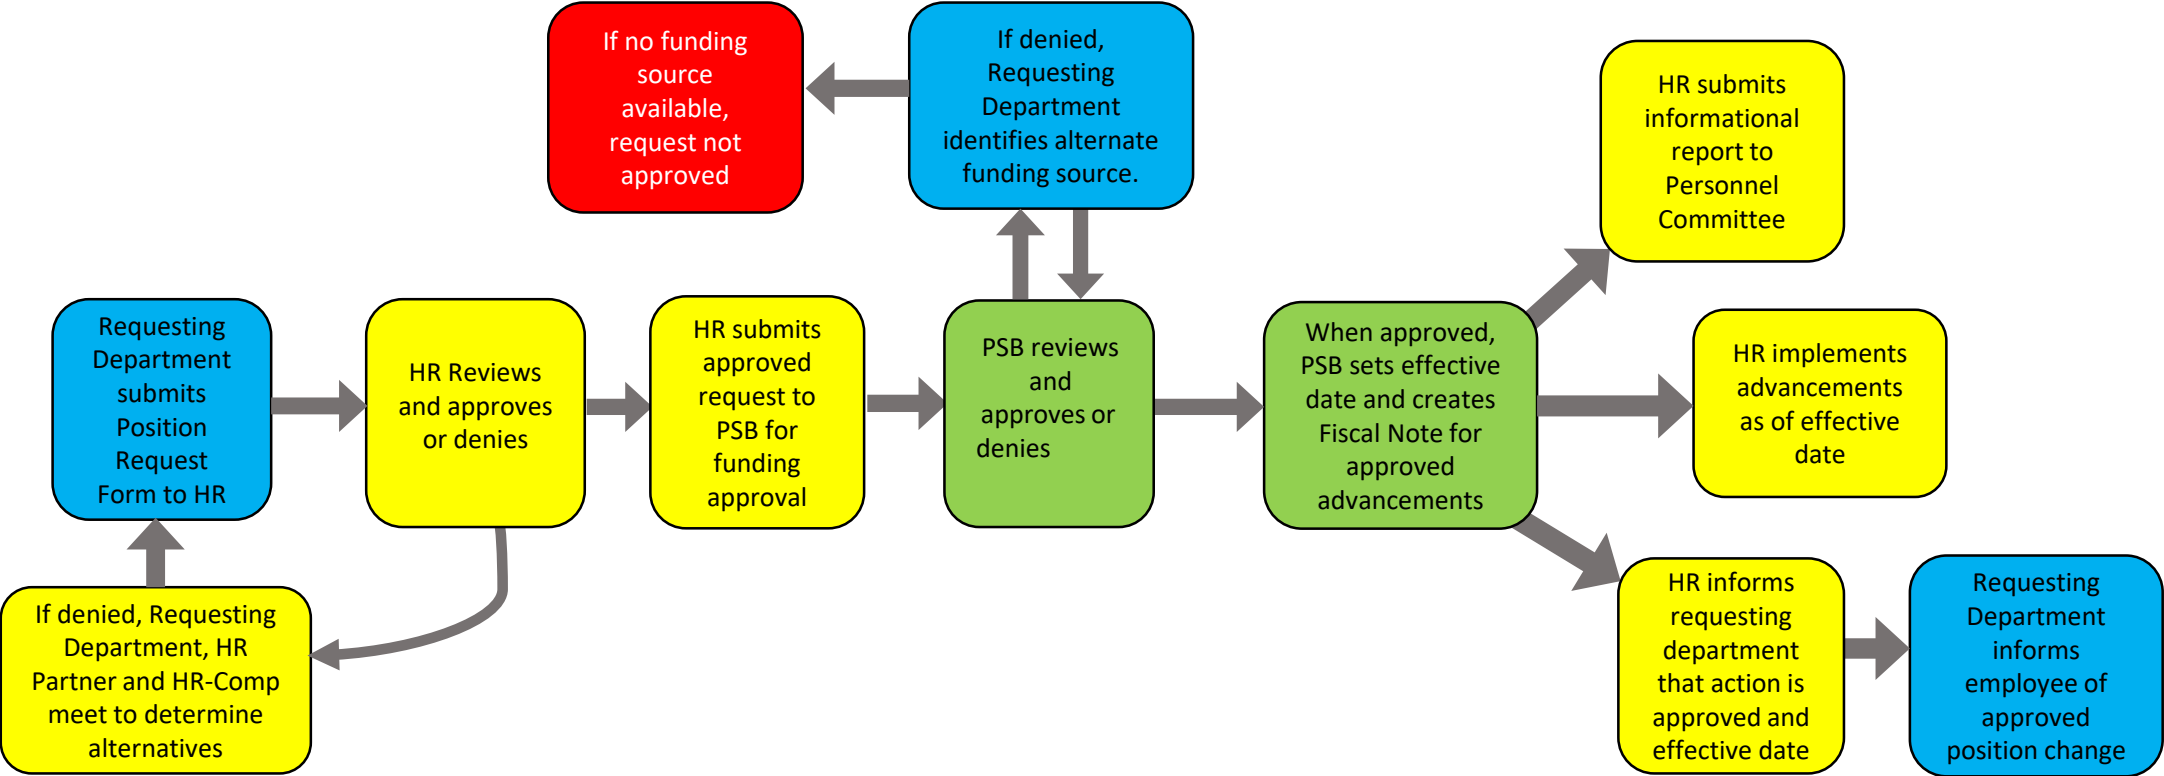 If no funding
source
available,
request not
approved
If denied,
Requesting
Department
identifies alternate
funding source.
HR submits
informational
report to
Personnel
Committee
Requesting
Department
submits
Position
Request
Form to HR
HR Reviews
and approves
or denies
HR submits
approved
request to
PSB for
funding
approval
PSB reviews
and
approves or
denies
When approved,
PSB sets effective
date and creates
Fiscal Note for
approved
advancements
HR implements
advancements
as of effective
date
If denied, Requesting
Department, HR
Partner and HR-Comp
meet to determine
alternatives
HR informs
requesting
department
that action is
approved and
effective date
Requesting
Department
informs
employee of
approved
position change